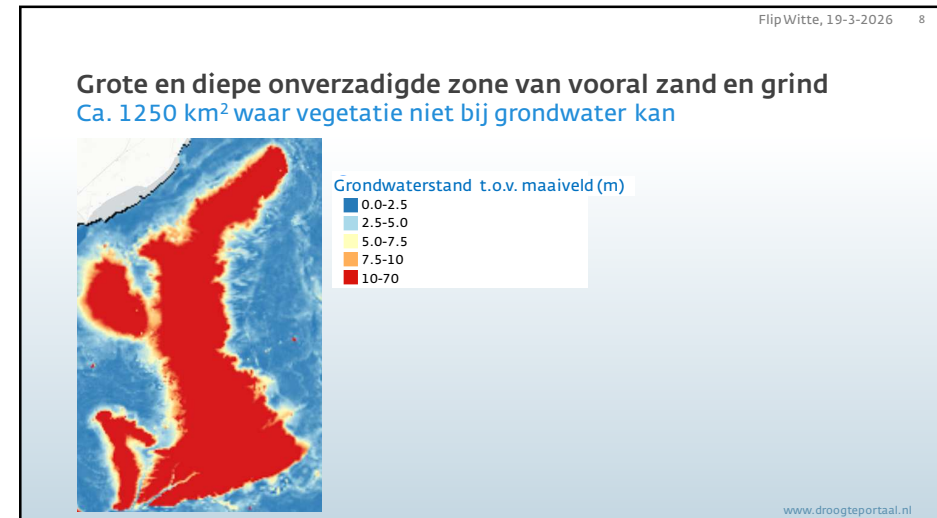 Flip Witte, 19-3-2026 8
Grote en diepe onverzadigde zone van vooral zand en grind
Ca. 1250 km² waar vegetatie niet bij grondwater kan
Grondwaterstand t.o.v. maaiveld (m)
0.0-2.5
2.5-5.0
5.0-7.5
7.5-10
10-70
www.droogteportaal.nl